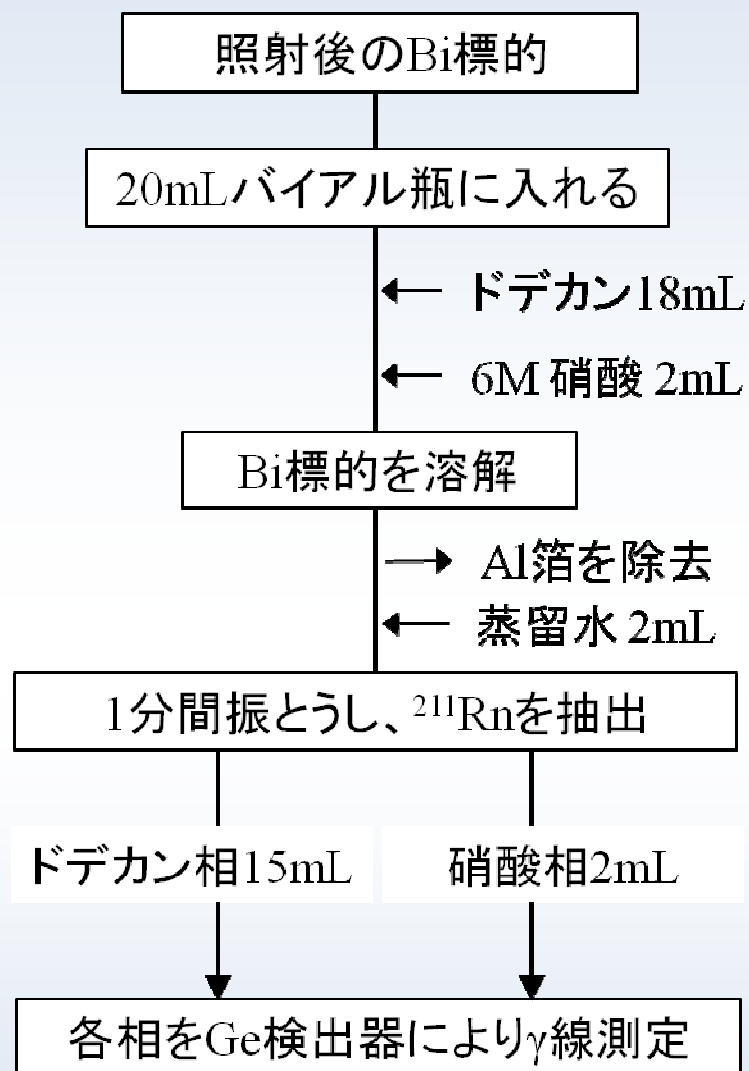 照射後のBi標的
20mLバイアル瓶に入れる
ドデカン18mL
6M 硝酸 2mL
Bi標的を溶解
Al箔を除去
蒸留水 2mL
1分間振とうし、²¹¹Rnを抽出
ドデカン相15mL
硝酸相2mL
各相をGe検出器によりγ線測定